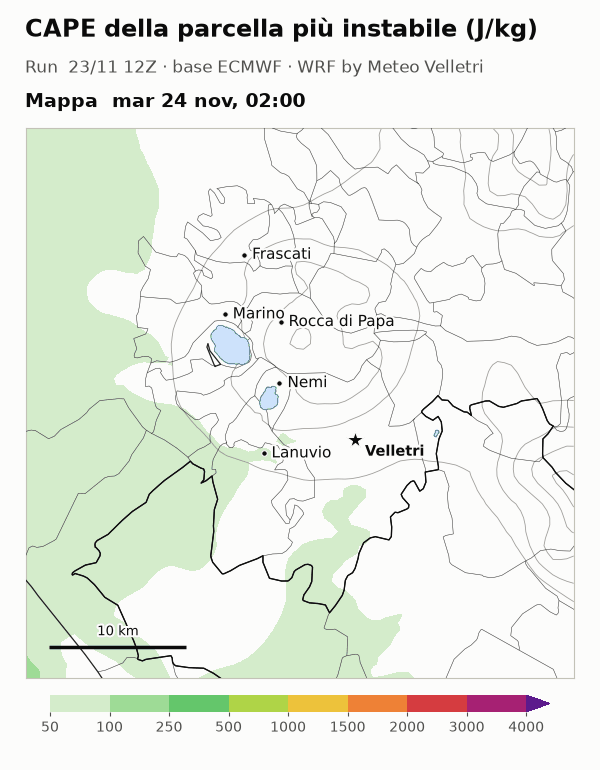 CAPE della parcella più instabile (J/kg)
Run  23/11 12Z · base ECMWF · WRF by Meteo Velletri
Mappa  mar 24 nov, 02:00
Frascati
Marino
Rocca di Papa
Nemi
Velletri
Lanuvio
10 km
50 100 250 500 1000 1500 2000 3000 4000